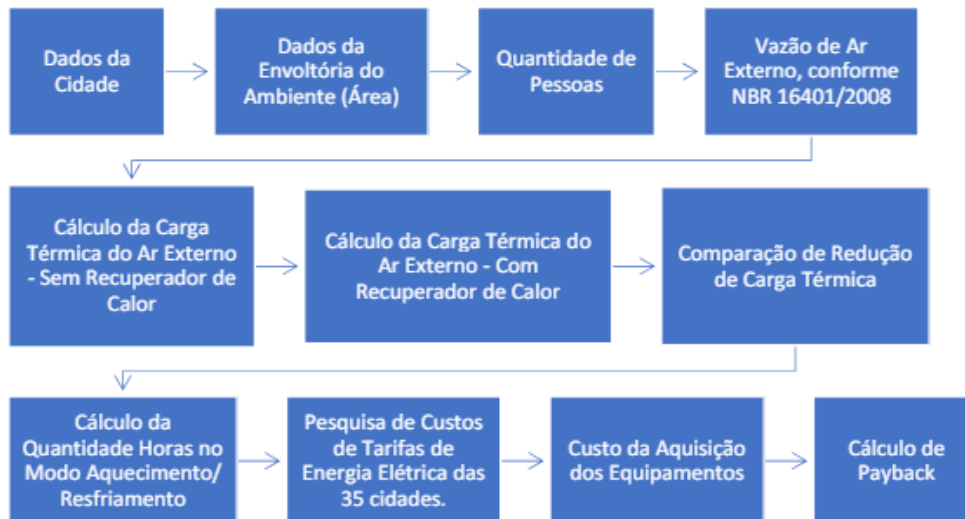 Dados da
Cidade
Dados da
Envoltória do
Ambiente (Área)
Quantidade de
Pessoas
Vazão de Ar
Externo, conforme
NBR 16401/2008
Cálculo da Carga
Térmica do Ar Externo
- Sem Recuperador de
Calor
Cálculo da Carga Térmica do
Ar Externo - Com
Recuperador de Calor
Comparação de Redução
de Carga Térmica
Cálculo da
Quantidade Horas no
Modo Aquecimento/
Resfriamento
Pesquisa de Custos
de Tarifas de
Energia Elétrica das
35 cidades.
Custo da Aquisição
dos Equipamentos
Cálculo de
Payback